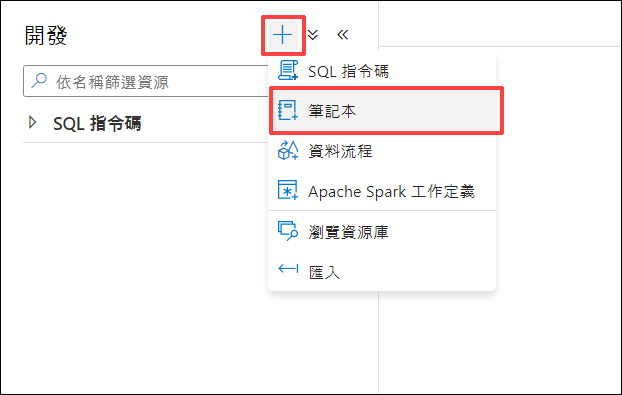 開發
依名稱篩選資源
SQL 指令碼
SQL 指令碼
筆記本
資料流程
Apache Spark 工作定義
瀏覽資源庫
匯入